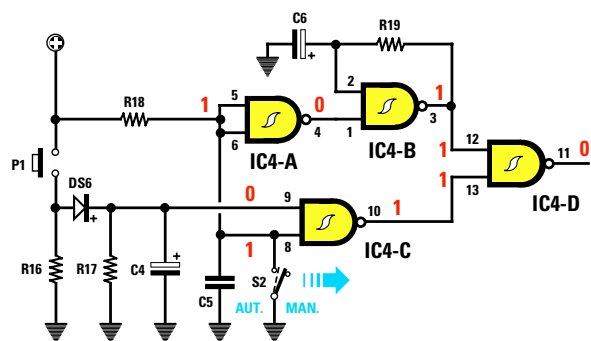 C6
R19
+
R18
1
5
6
0
4
IC4-A
2
1
1
3
IC4-B
P1
12
1
1
13
11
0
IC4-D
DS6
+
0
9
10
1
8
1
IC4-C
R16
R17
C4
+
C5
S2
AUT.
MAN.